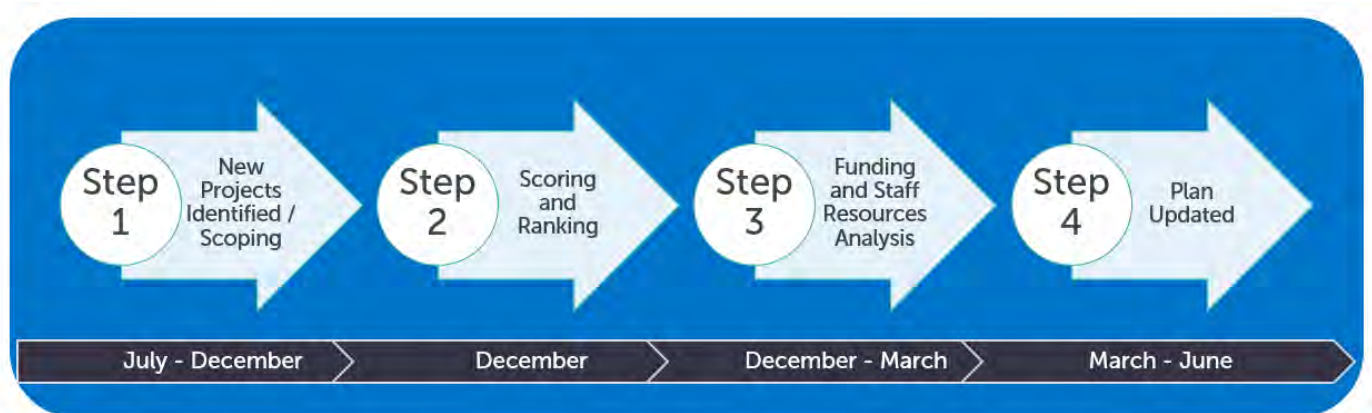 Step
1
New
Projects
Identified /
Scoping
Step
2
Scoring
and
Ranking
Step
3
Funding
and Staff
Resources
Analysis
Step
4
Plan
Updated
July - December
December
December - March
March - June